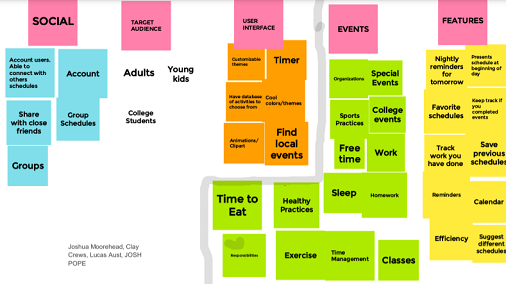 SOCIAL
Account users.
Able to
connect with
others
schedules
Account
Share
with close
friends
Group
Schedules
Groups
TARGET
AUDIENCE
Adults
Young
kids
College
Students
USER
INTERFACE
Customizable
themes
Timer
Have database
of activities to
choose from
Cool
colors/themes
Animations/
Clipart
Find
local
events
EVENTS
Organizations
Special
Events
Sports
Practices
College
events
Free
time
Work
Sleep
Homework
Time to
Eat
Healthy
Practices
Responsibilties
Exercise
Time
Management
Classes
FEATURES
Nightly
reminders
for
tomorrow
Presents
schedule at
beginning of
day
Favorite
schedules
Keep track if
you completed
events
Track
work you
have done
Save
previous
schedules
Reminders
Calendar
Efficiency
Suggest
different
schedules
Joshua Moorehead, Clay
Crews, Lucas Aust, JOSH
POPE